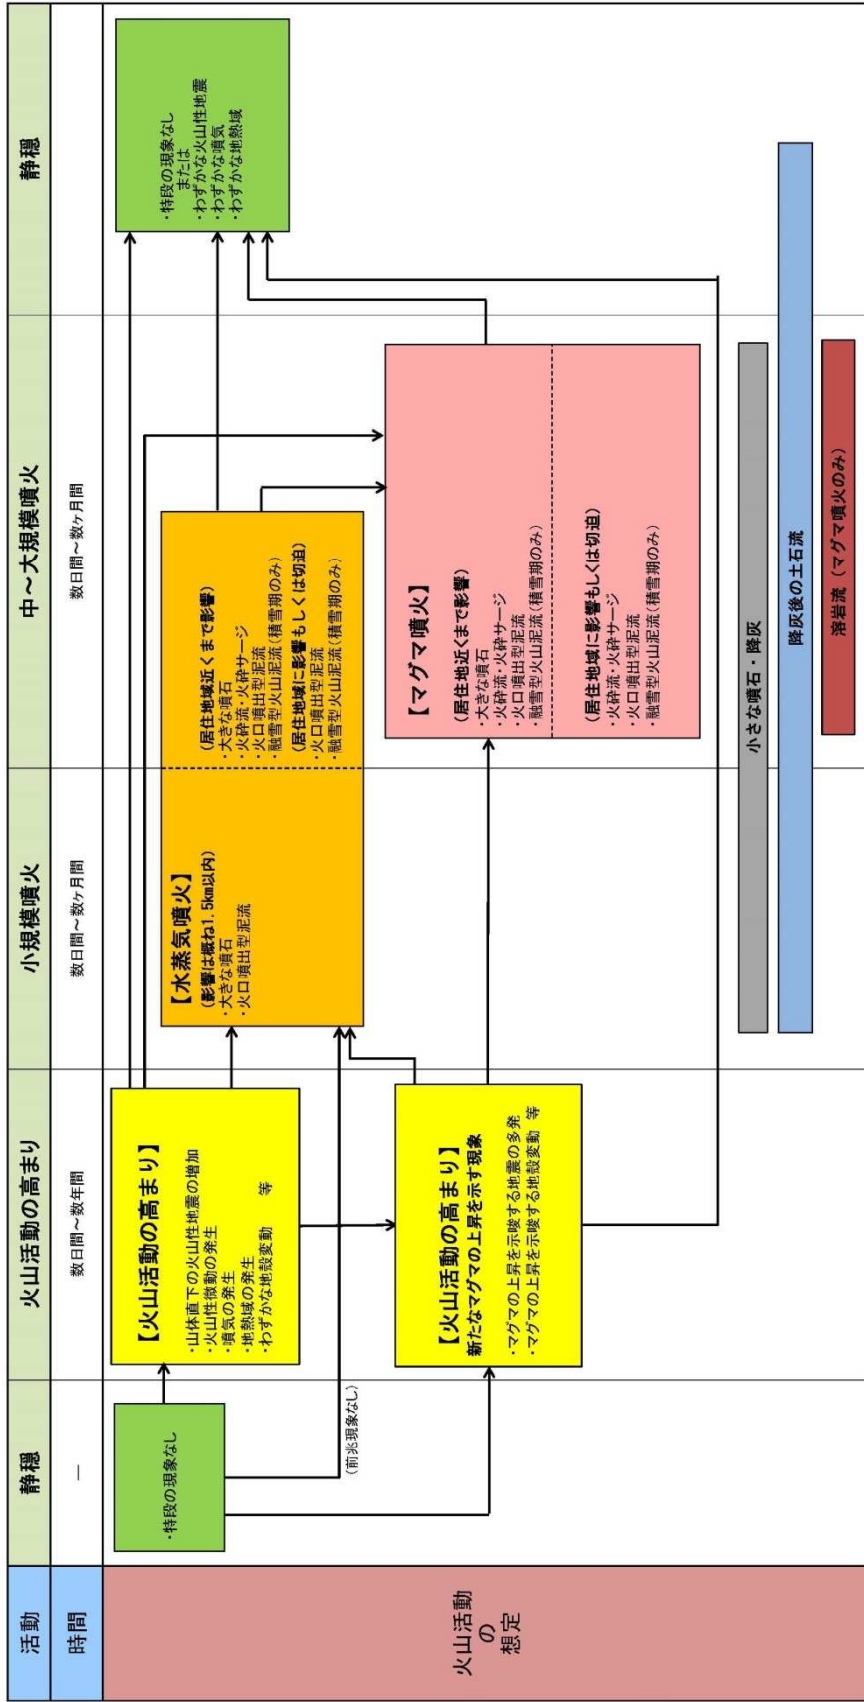 活動
静穏
火山活動の高まり
小規模噴火
中～大規模噴火
静穏
時間
―
数日間～数年間
数日間～数ヶ月間
数日間～数ヶ月間
火山活動
の
想定
・特段の現象なし
(前兆現象なし)
【火山活動の高まり】
・山体直下の火山性地震の増加
・火山性微動の発生
・噴気の発生
・地熱域の発生
・わずかな地殻変動　等
【火山活動の高まり】
新たなマグマの上昇を示す現象
・マグマの上昇を示唆する地震の多発
・マグマの上昇を示唆する地殻変動 等
【水蒸気噴火】
(影響は概ね1.5km以内)
・大きな噴石
・火口噴出型泥流
(居住地域近くまで影響)
・大きな噴石
・火砕流・火砕サージ
・火口噴出型泥流
・融雪型火山泥流(積雪期のみ)
(居住地域に影響もしくは切迫)
・火口噴出型泥流
・融雪型火山泥流(積雪期のみ)
【マグマ噴火】
(居住地近くまで影響)
・大きな噴石
・火砕流・火砕サージ
・火口噴出型泥流
・融雪型火山泥流(積雪期のみ)
(居住地域に影響もしくは切迫)
・火砕流・火砕サージ
・火口噴出型泥流
・融雪型火山泥流(積雪期のみ)
・特段の現象なし
または
・わずかな火山性地震
・わずかな噴気
・わずかな地熱域
小さな噴石・降灰
降灰後の土石流
溶岩流（マグマ噴火のみ）